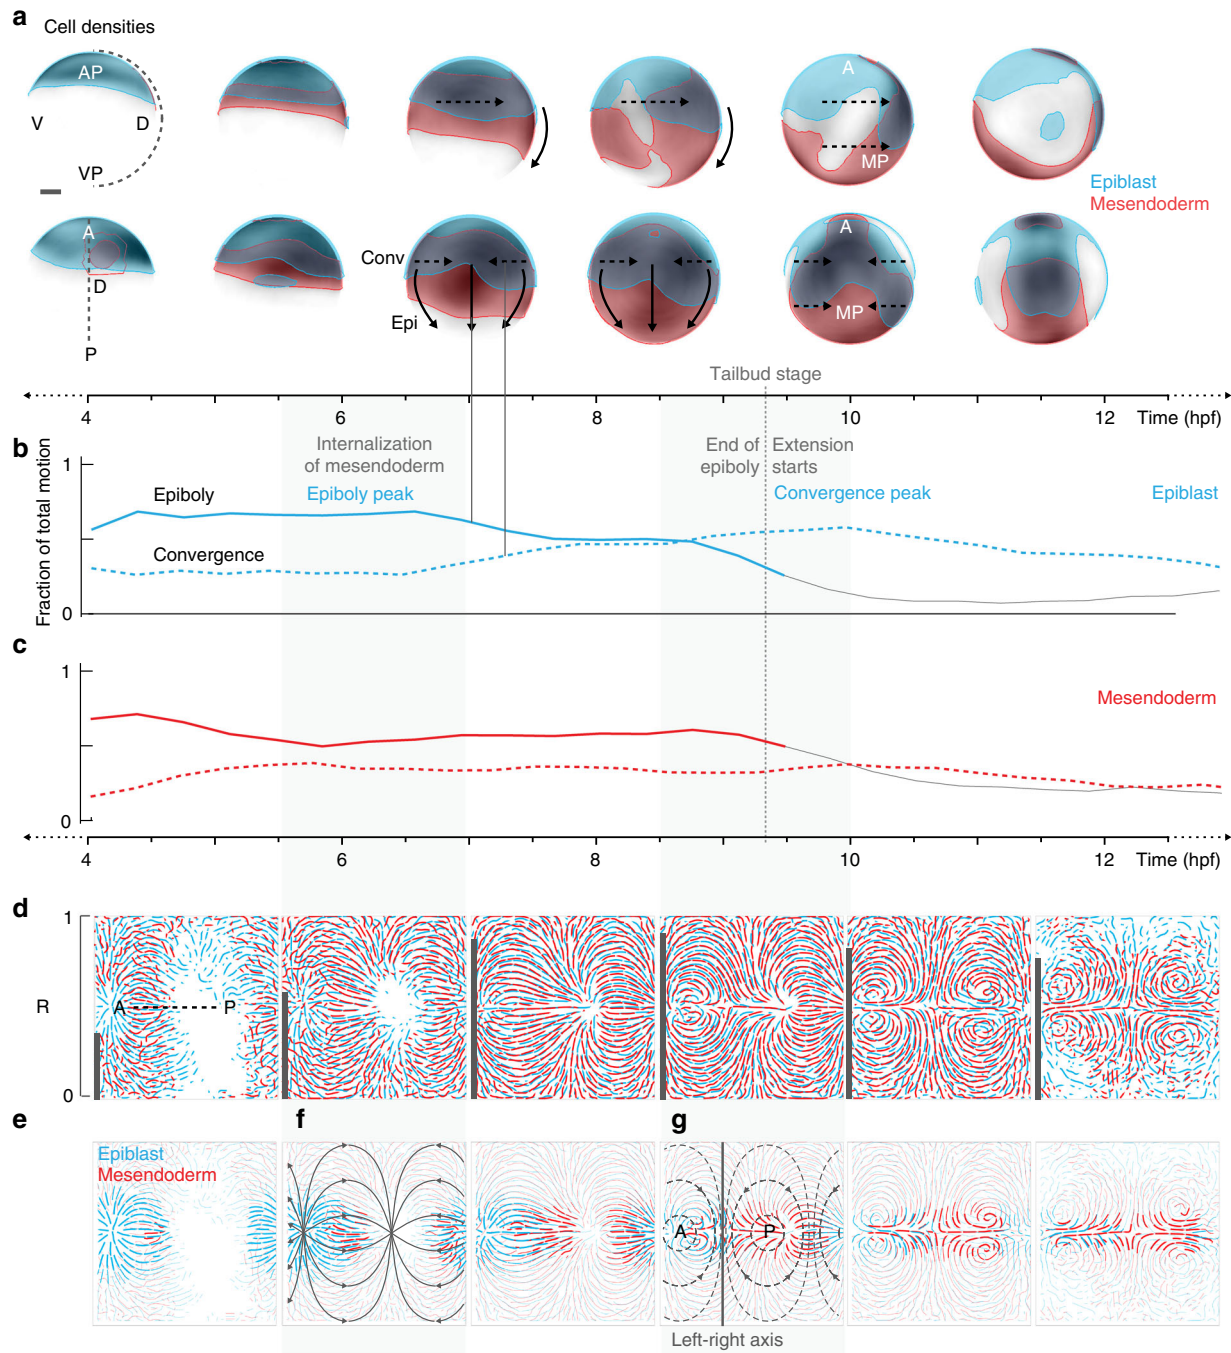 a
Cell densities
AP
V
D
VP
A
MP
Epiblast
Mesendoderm
A
D
P
Conv
Epi
A
MP
Tailbud stage
4
6
8
10
12
Time (hpf)
b
Fraction of total motion
1
0
Internalization
of mesendoderm
End of
epiboly
Extension
starts
Epiboly
Epiboly peak
Convergence peak
Epiblast
Convergence
c
1
0
Mesendoderm
4
6
8
10
12
Time (hpf)
d
1
R
0
A
P
e
f
g
Epiblast
Mesendoderm
A
P
Left-right axis